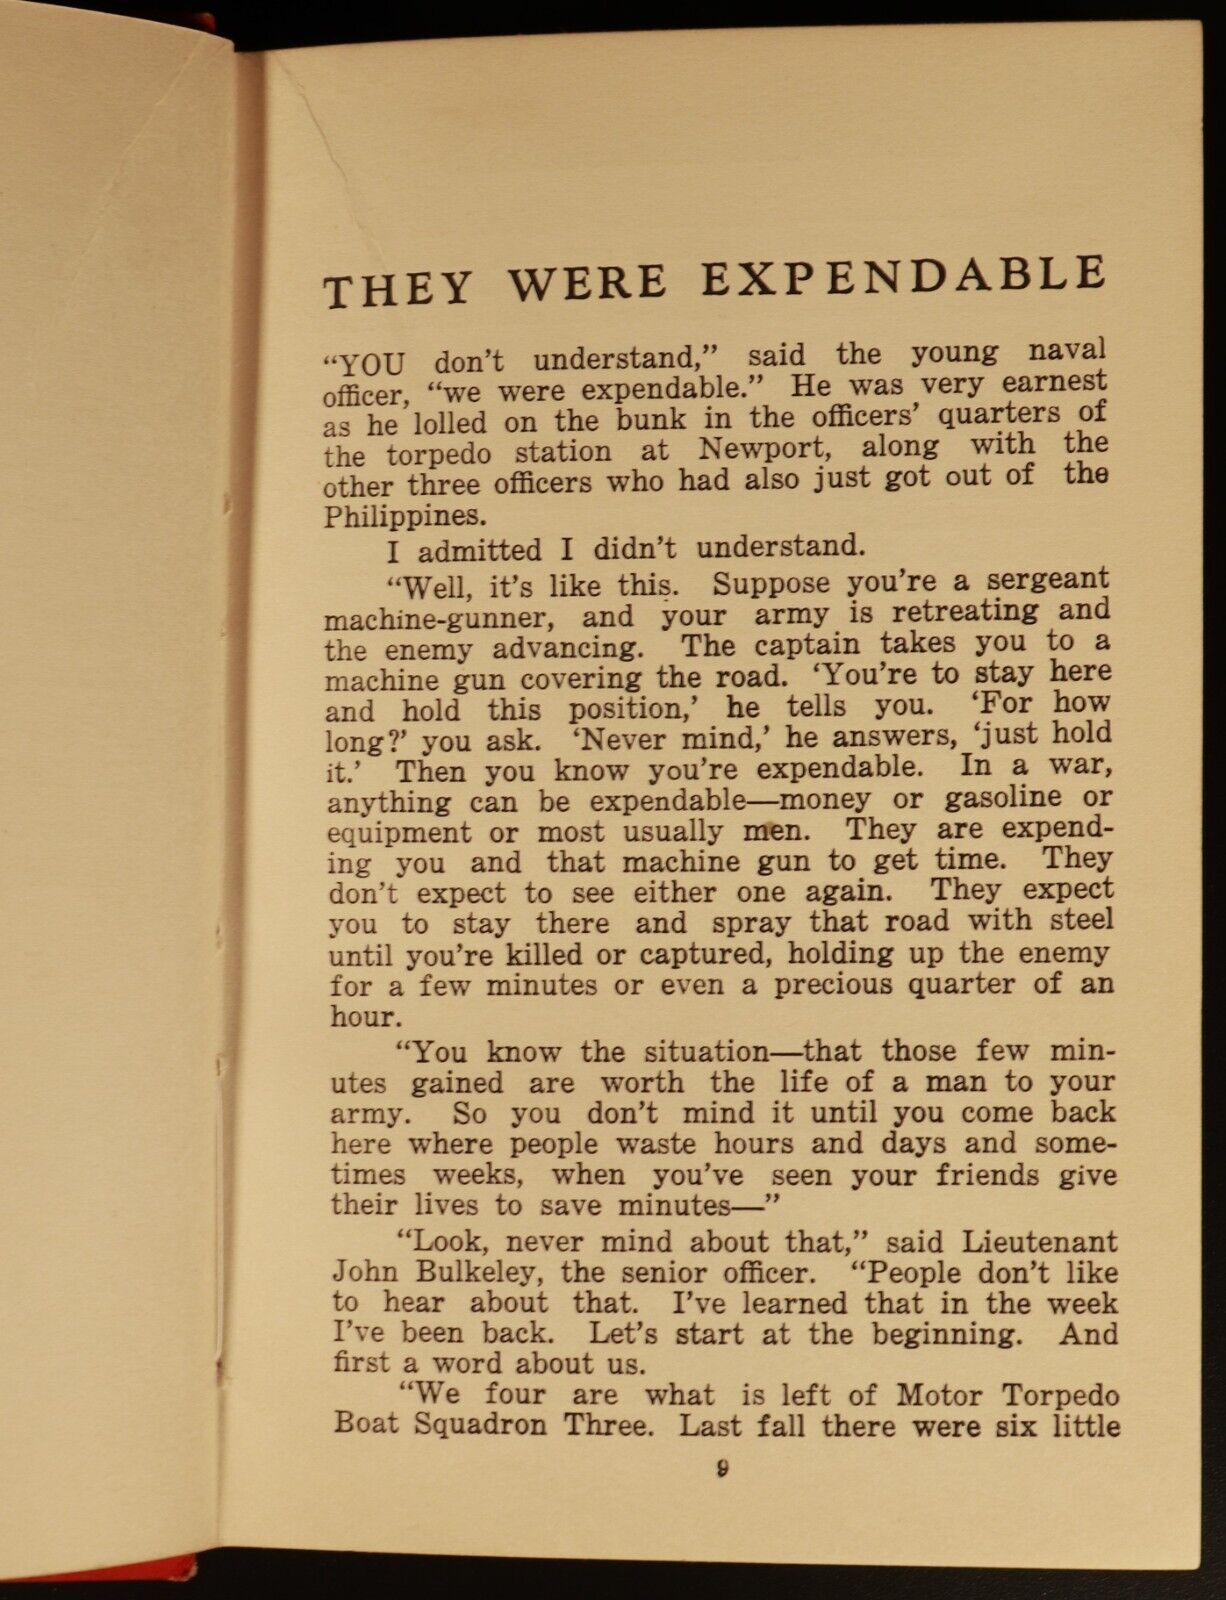 THEY WERE EXPENDABLE
“YOU don't understand,” said the young naval
officer, “we were expendable.” He was very earnest
as he lolled on the bunk in the officers' quarters of
the torpedo station at Newport, along with the
other three officers who had also just got out of the
Philippines.
I admitted I didn't understand.
“Well, it's like this. Suppose you're a sergeant
machine-gunner, and your army is retreating and
the enemy advancing. The captain takes you to a
machine gun covering the road. ‘You're to stay here
and hold this position,’ he tells you. ‘For how
long?’ you ask. ‘Never mind,’ he answers, ‘just hold
it.’ Then you know you're expendable. In a war,
anything can be expendable—money or gasoline or
equipment or most usually men. They are expend-
ing you and that machine gun to get time. They
don't expect to see either one again. They expect
you to stay there and spray that road with steel
until you're killed or captured, holding up the enemy
for a few minutes or even a precious quarter of an
hour.
“You know the situation—that those few min-
utes gained are worth the life of a man to your
army. So you don't mind it until you come back
here where people waste hours and days and some-
times weeks, when you've seen your friends give
their lives to save minutes—”
“Look, never mind about that,” said Lieutenant
John Bulkeley, the senior officer. “People don't like
to hear about that. I've learned that in the week
I've been back. Let's start at the beginning. And
first a word about us.
“We four are what is left of Motor Torpedo
Boat Squadron Three. Last fall there were six little
9